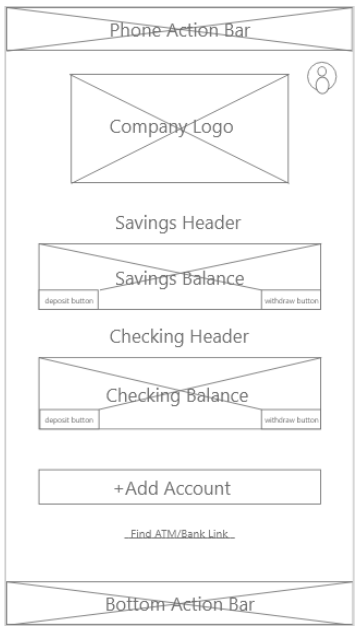 Phone Action Bar
Company Logo
Savings Header
Savings Balance
deposit button
withdraw button
Checking Header
Checking Balance
deposit button
withdraw button
+Add Account
Find ATM/Bank Link
Bottom Action Bar